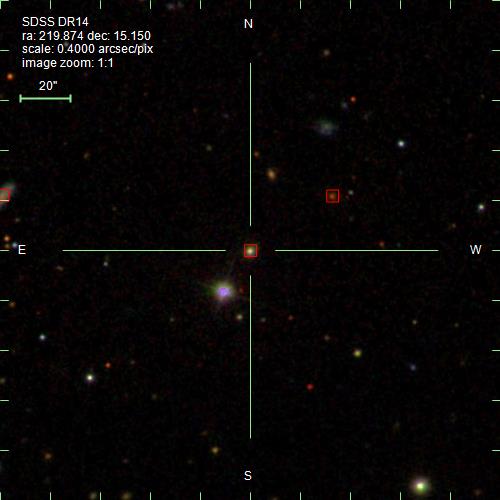 SDSS DR14
ra: 219.874 dec: 15.150
scale: 0.4000 arcsec/pix
image zoom: 1:1
20"
N
E
W
S